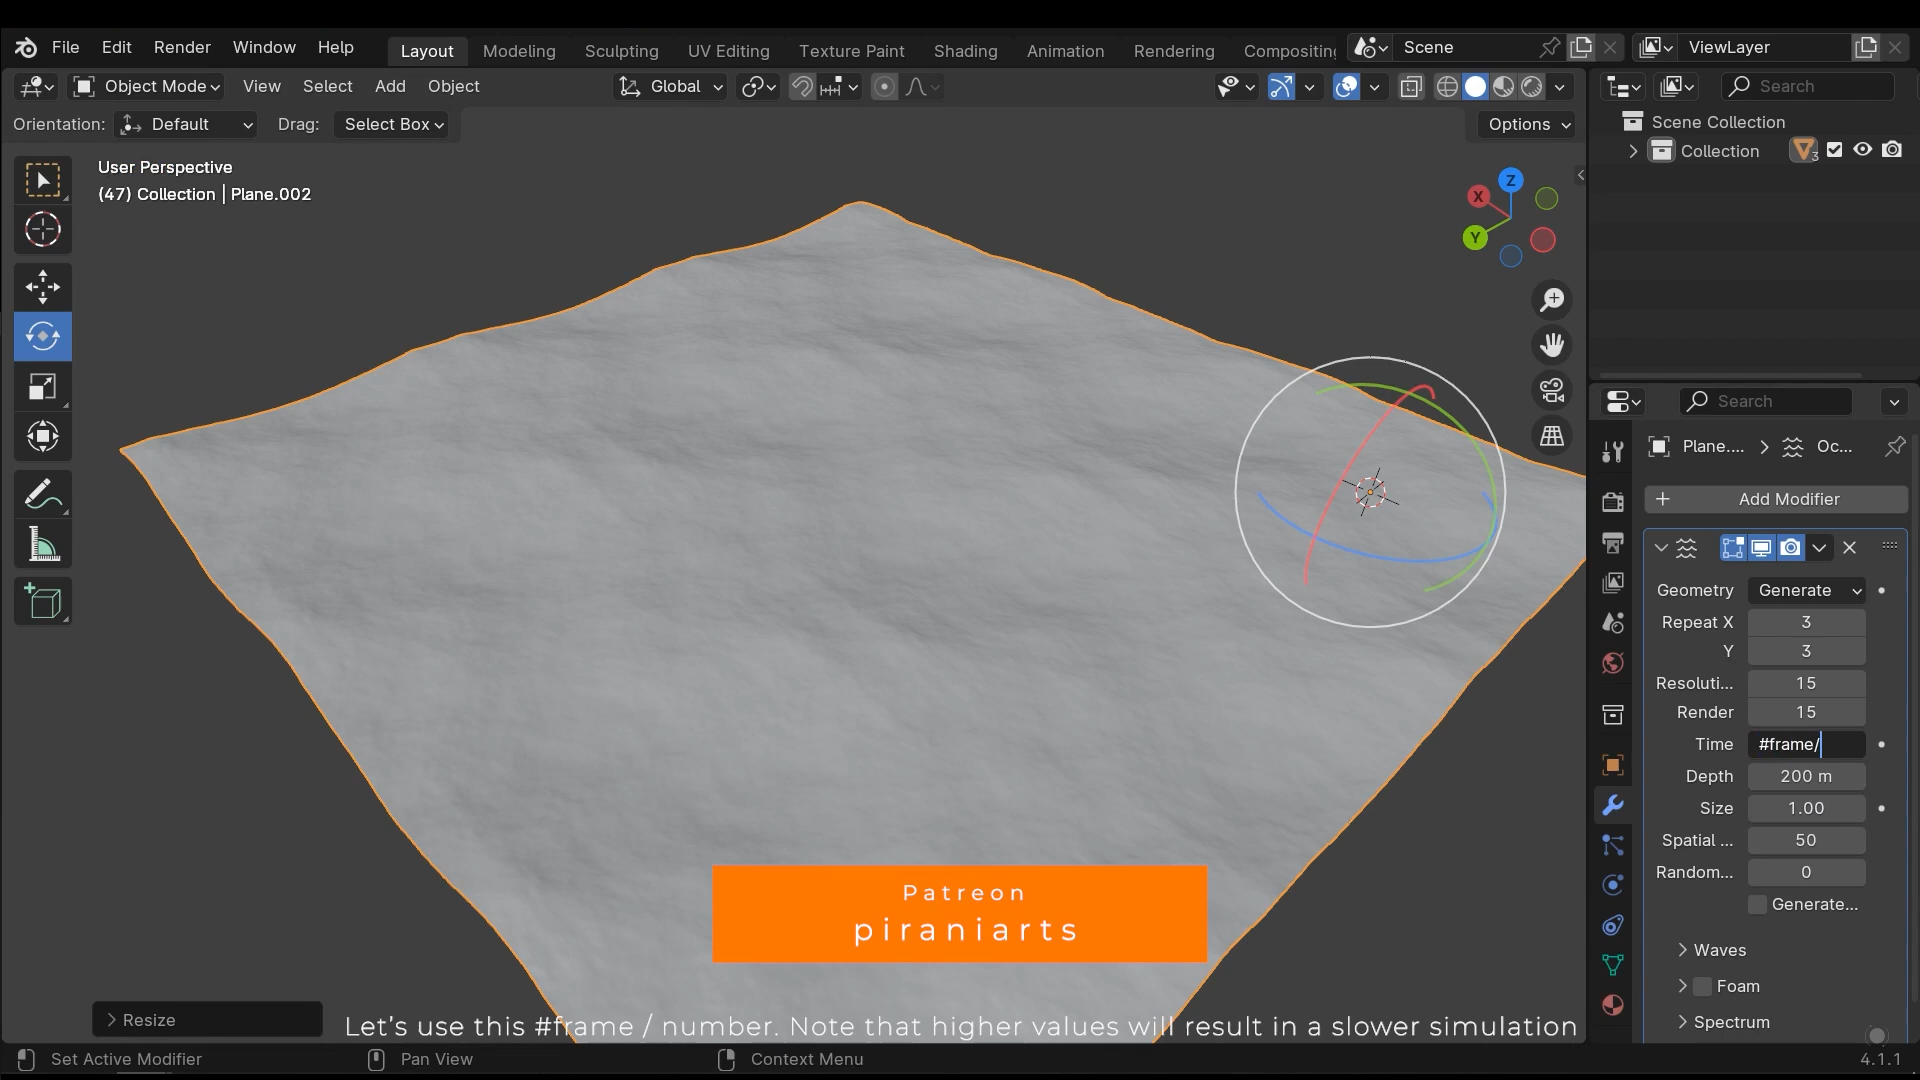 File Edit Render Window Help Layout Modeling Sculpting UV Editing Texture Paint Shading Animation Rendering Compositing Scene ViewLayer
Object Mode View Select Add Object Global Search
Orientation: Default Drag: Select Box Options
Scene Collection
Collection 3
User Perspective
(47) Collection | Plane.002
Z
X
Y
Search
Plane.... Oc...
Add Modifier
Geometry Generate
Repeat X 3
Y 3
Resoluti... 15
Render 15
Time #frame/
Depth 200 m
Size 1.00
Spatial ... 50
Random... 0
Generate...
Waves
Foam
Spectrum
Patreon
piraniarts
Resize
Let's use this #frame / number. Note that higher values will result in a slower simulation
Set Active Modifier Pan View Context Menu 4.1.1